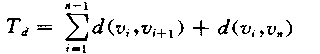 T_d = \sum_{i=1}^{n-1} d(v_i,v_{i+1}) + d(v_i,v_n)